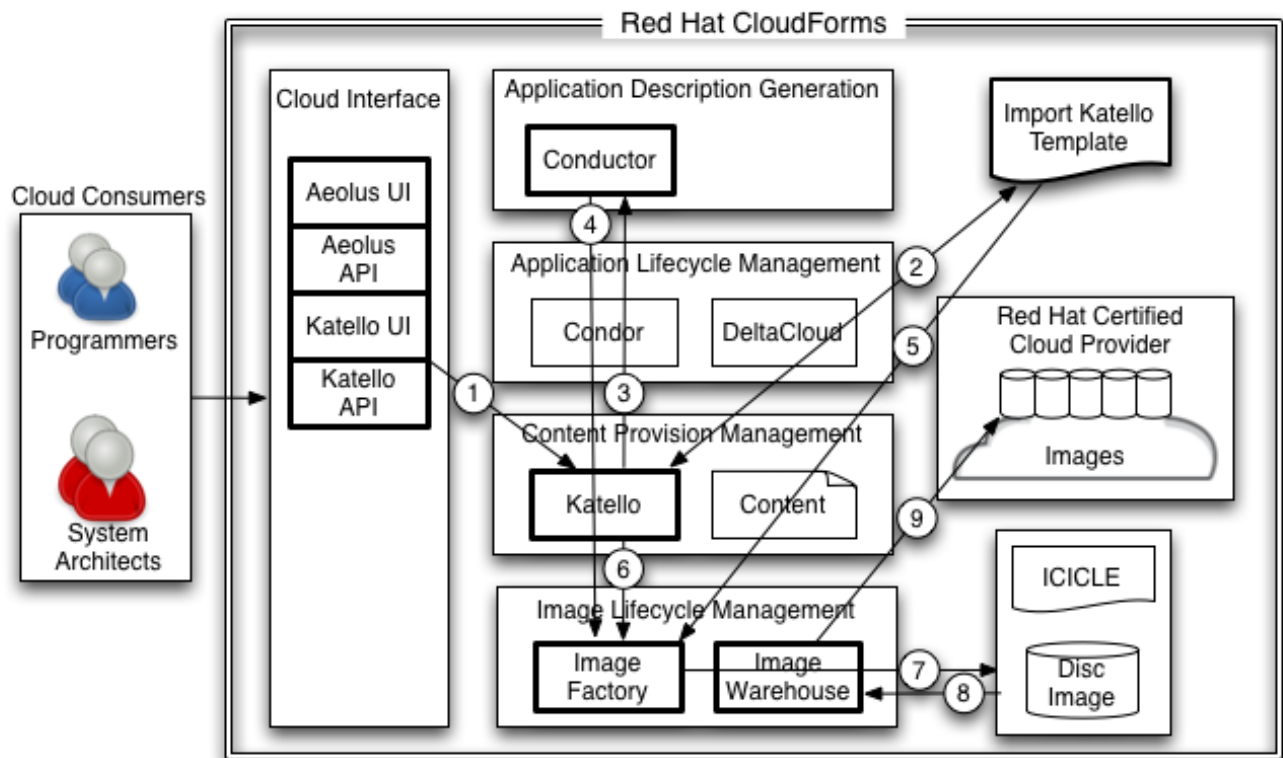 Red Hat CloudForms
Cloud Consumers
Programmers
System
Architects
Cloud Interface
Aeolus UI
Aeolus
API
Katello UI
Katello
API
Application Description Generation
Conductor
4
Application Lifecycle Management
Condor
DeltaCloud
1
3
Content Provision Management
Katello
Content
6
Image Lifecycle Management
Image
Factory
Image
Warehouse
Import Katello
Template
2
5
Red Hat Certified
Cloud Provider
Images
9
ICICLE
Disc
Image
7
8